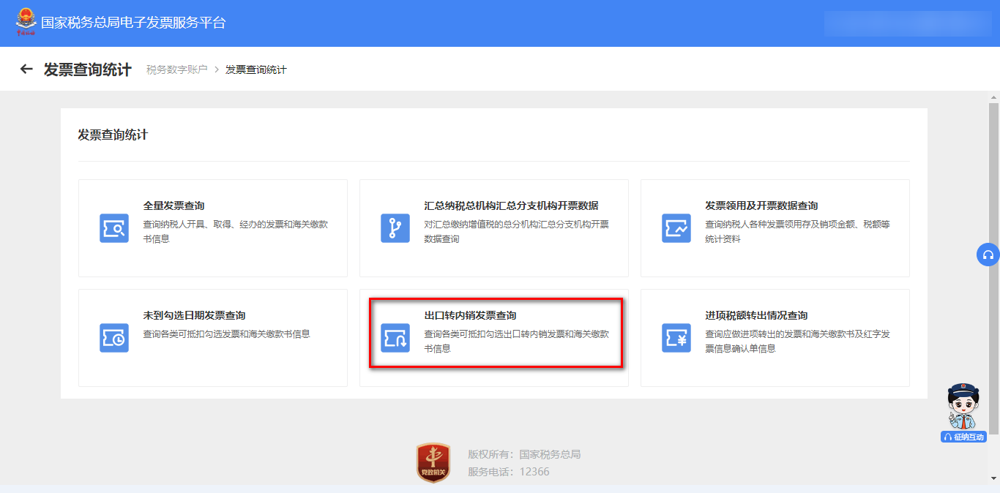 国家税务总局电子发票服务平台
发票查询统计 税务数字账户 > 发票查询统计
发票查询统计
全量发票查询
查询纳税人开具、取得、经办的发票和海关缴款
书信息
汇总纳税总机构汇总分支机构开票数据
对汇总缴纳增值税的总分机构汇总分支机构开票
数据查询
发票领用及开票数据查询
查询纳税人各种发票领用存及销项金额、税额等
统计资料
未到勾选日期发票查询
查询各类可抵扣勾选发票和海关缴款书信息
出口转内销发票查询
查询各类可抵扣勾选出口转内销发票和海关缴款
书信息
进项税额转出情况查询
查询应做进项转出的发票和海关缴款书及红字发
票信息确认单信息
征纳互动
党政机关
版权所有：国家税务总局
服务电话：12366